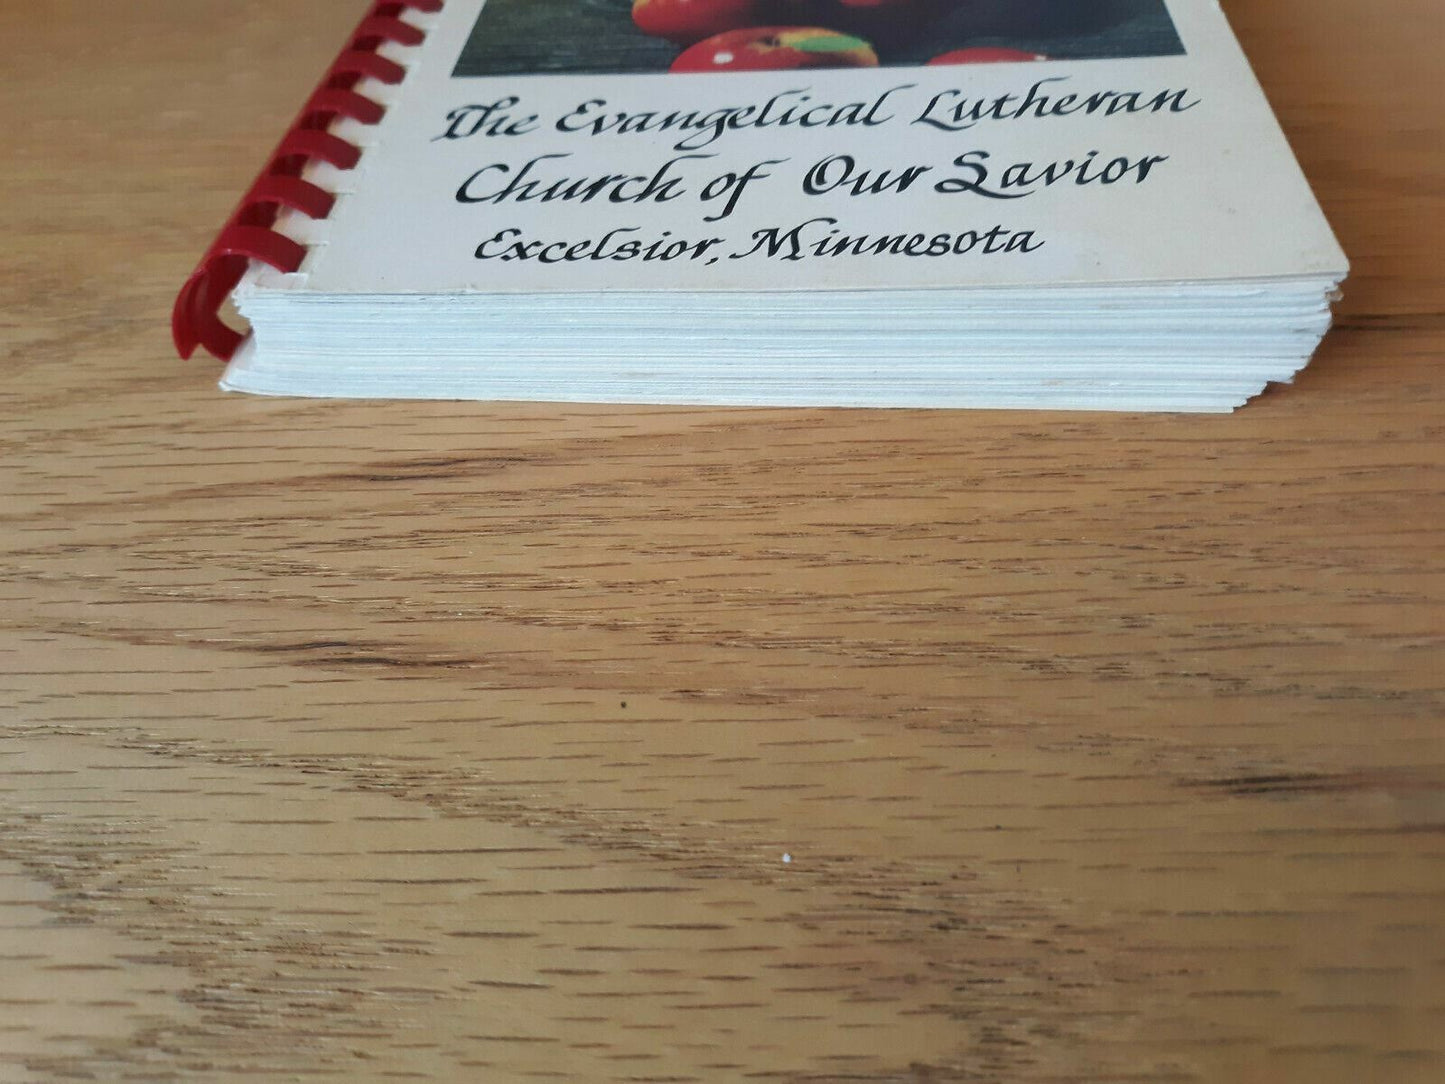 The Evangelical Lutheran
Church of Our Savior
Excelsior, Minnesota